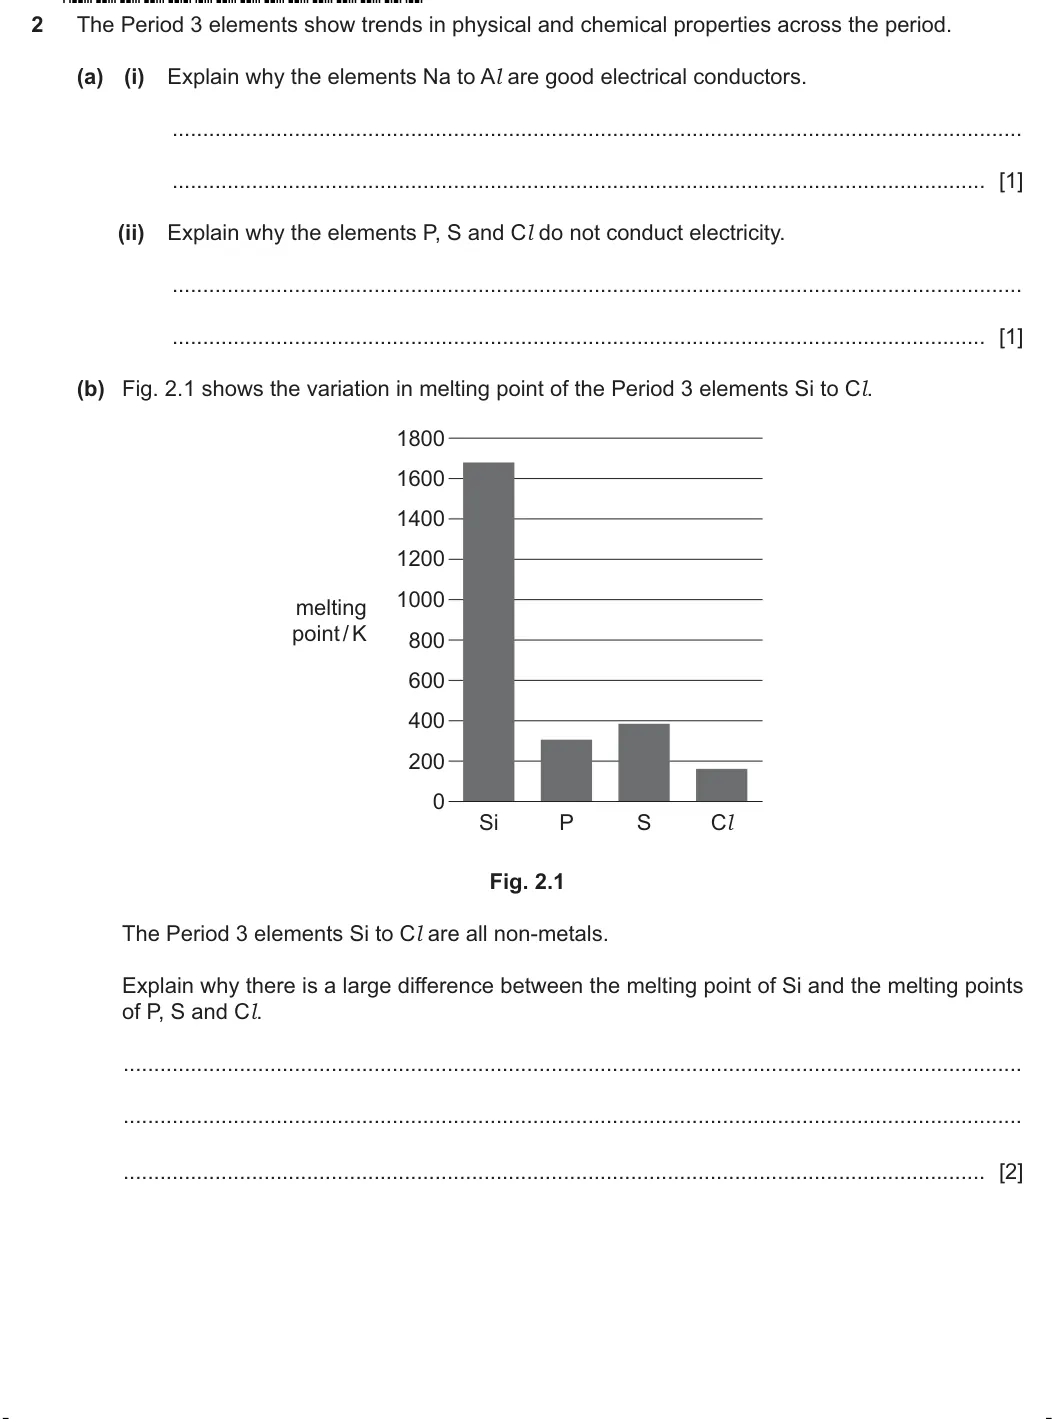 2 The Period 3 elements show trends in physical and chemical properties across the period.
(a) (i) Explain why the elements Na to Al are good electrical conductors.
..........................................................................................................................................
...................................................................................................................................... [1]
(ii) Explain why the elements P, S and Cl do not conduct electricity.
..........................................................................................................................................
...................................................................................................................................... [1]
(b) Fig. 2.1 shows the variation in melting point of the Period 3 elements Si to Cl.
1800
1600
1400
1200
1000
800
600
400
200
0
melting
point / K
Si P S Cl
Fig. 2.1
The Period 3 elements Si to Cl are all non-metals.
Explain why there is a large difference between the melting point of Si and the melting points
of P, S and Cl.
..................................................................................................................................................
..................................................................................................................................................
.............................................................................................................................................. [2]